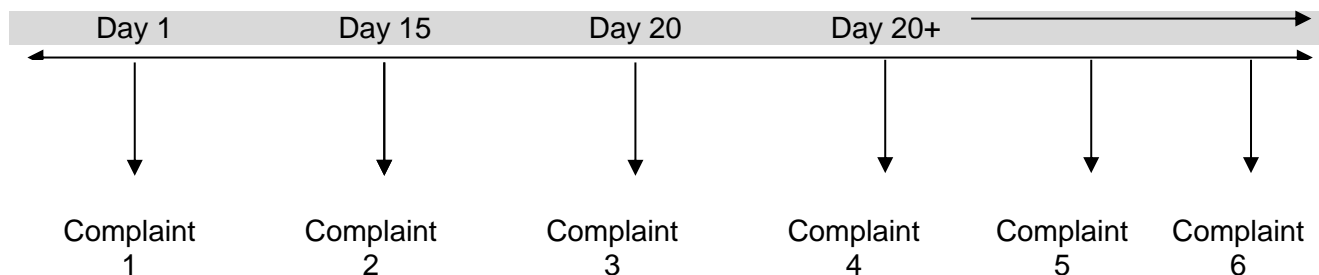 Day 1 Day 15 Day 20 Day 20+
Complaint Complaint Complaint Complaint Complaint Complaint
1 2 3 4 5 6